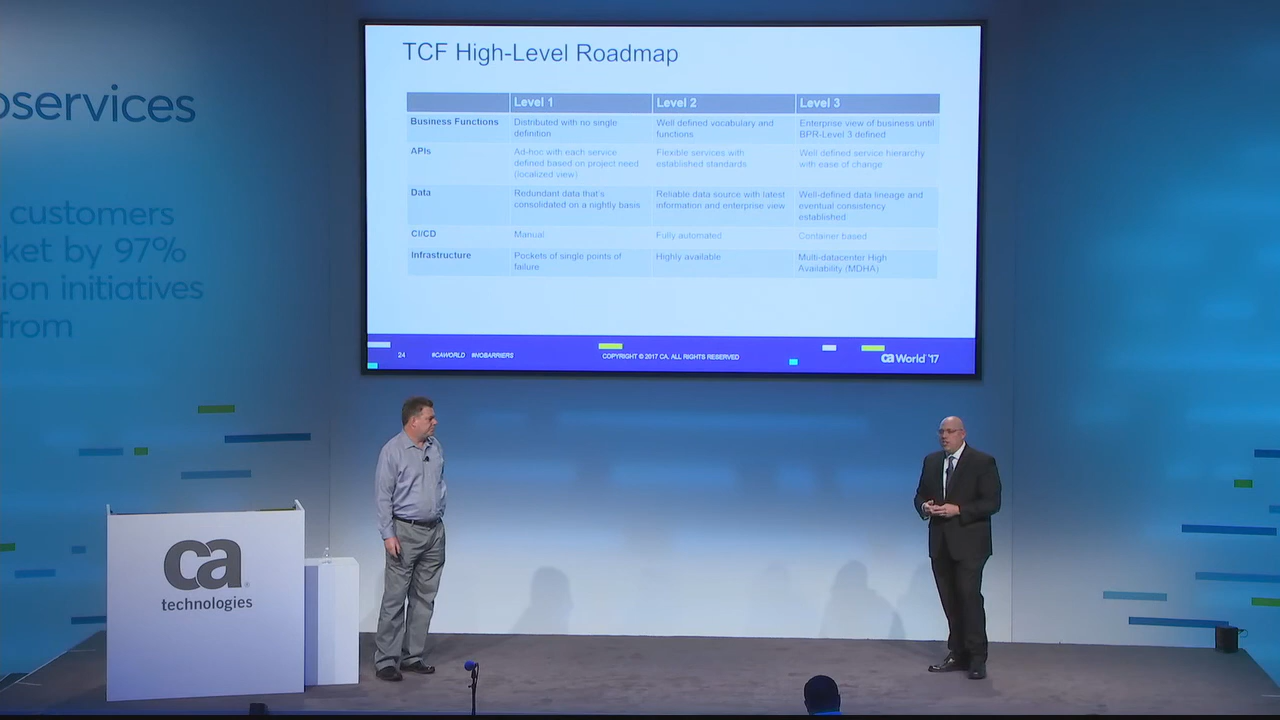 oservices
customers
ket by 97%
ion initiatives
from
TCF High-Level Roadmap
Level 1
Level 2
Level 3
Business Functions
Distributed with no single
definition
Well defined vocabulary and
functions
Enterprise view of business until
BPR-Level 3 defined
APIs
Ad-hoc with each service
defined based on project need
(localized view)
Flexible services with
established standards
Well defined service hierarchy
with ease of change
Data
Redundant data that's
consolidated on a nightly basis
Reliable data source with latest
information and enterprise view
Well-defined data lineage and
eventual consistency
established
CI/CD
Manual
Fully automated
Container based
Infrastructure
Pockets of single points of
failure
Highly available
Multi-datacenter High
Availability (MDHA)
24 #CAWORLD #NOBARRIERS COPYRIGHT © 2017 CA. ALL RIGHTS RESERVED ca World '17
ca
technologies